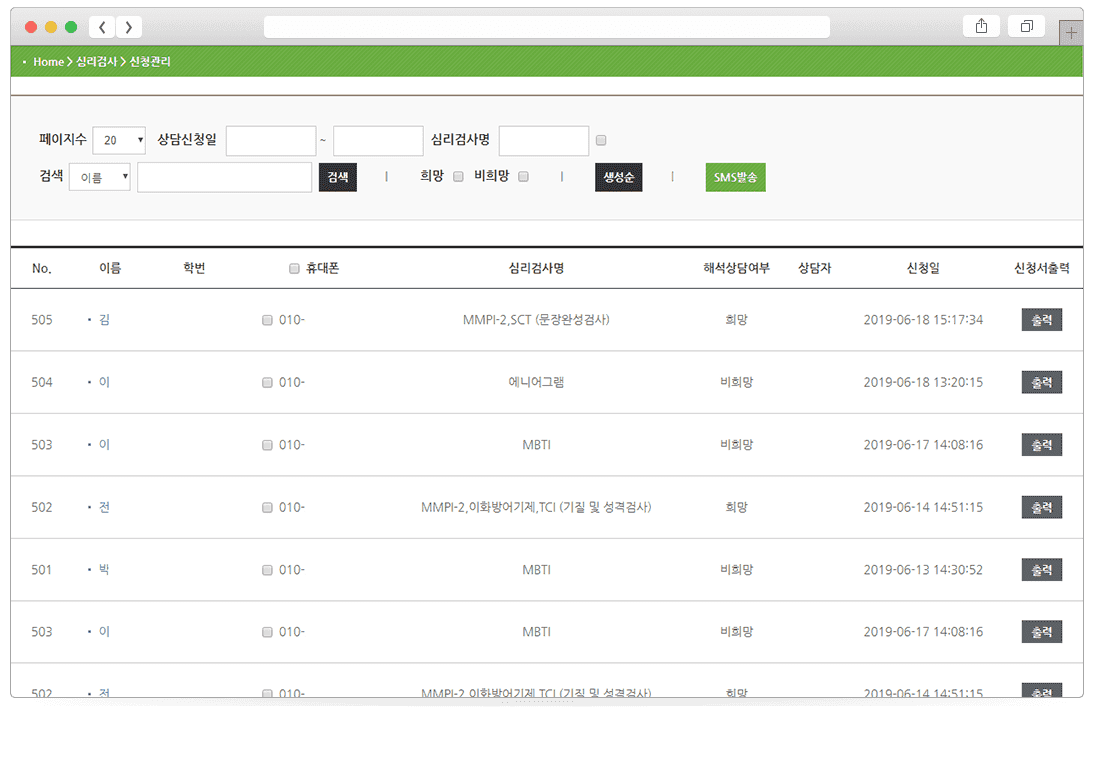 Home > 심리검사 > 신청관리
페이지수 20 상담신청일 ~ 심리검사명
검색 이름 검색 | 희망 비희망 | 생성순 | SMS발송
No. 이름 학번 휴대폰 심리검사명 해석상담여부 상담자 신청일 신청서출력
505 • 김 010- MMPI-2,SCT (문장완성검사) 희망 2019-06-18 15:17:34 출력
504 • 이 010- 에니어그램 비희망 2019-06-18 13:20:15 출력
503 • 이 010- MBTI 비희망 2019-06-17 14:08:16 출력
502 • 전 010- MMPI-2,이화방어기제,TCI (기질 및 성격검사) 희망 2019-06-14 14:51:15 출력
501 • 박 010- MBTI 비희망 2019-06-13 14:30:52 출력
503 • 이 010- MBTI 비희망 2019-06-17 14:08:16 출력
502 • 전 010- MMPI-2,이화방어기제,TCI (기질 및 성격검사) 희망 2019-06-14 14:51:15 출력